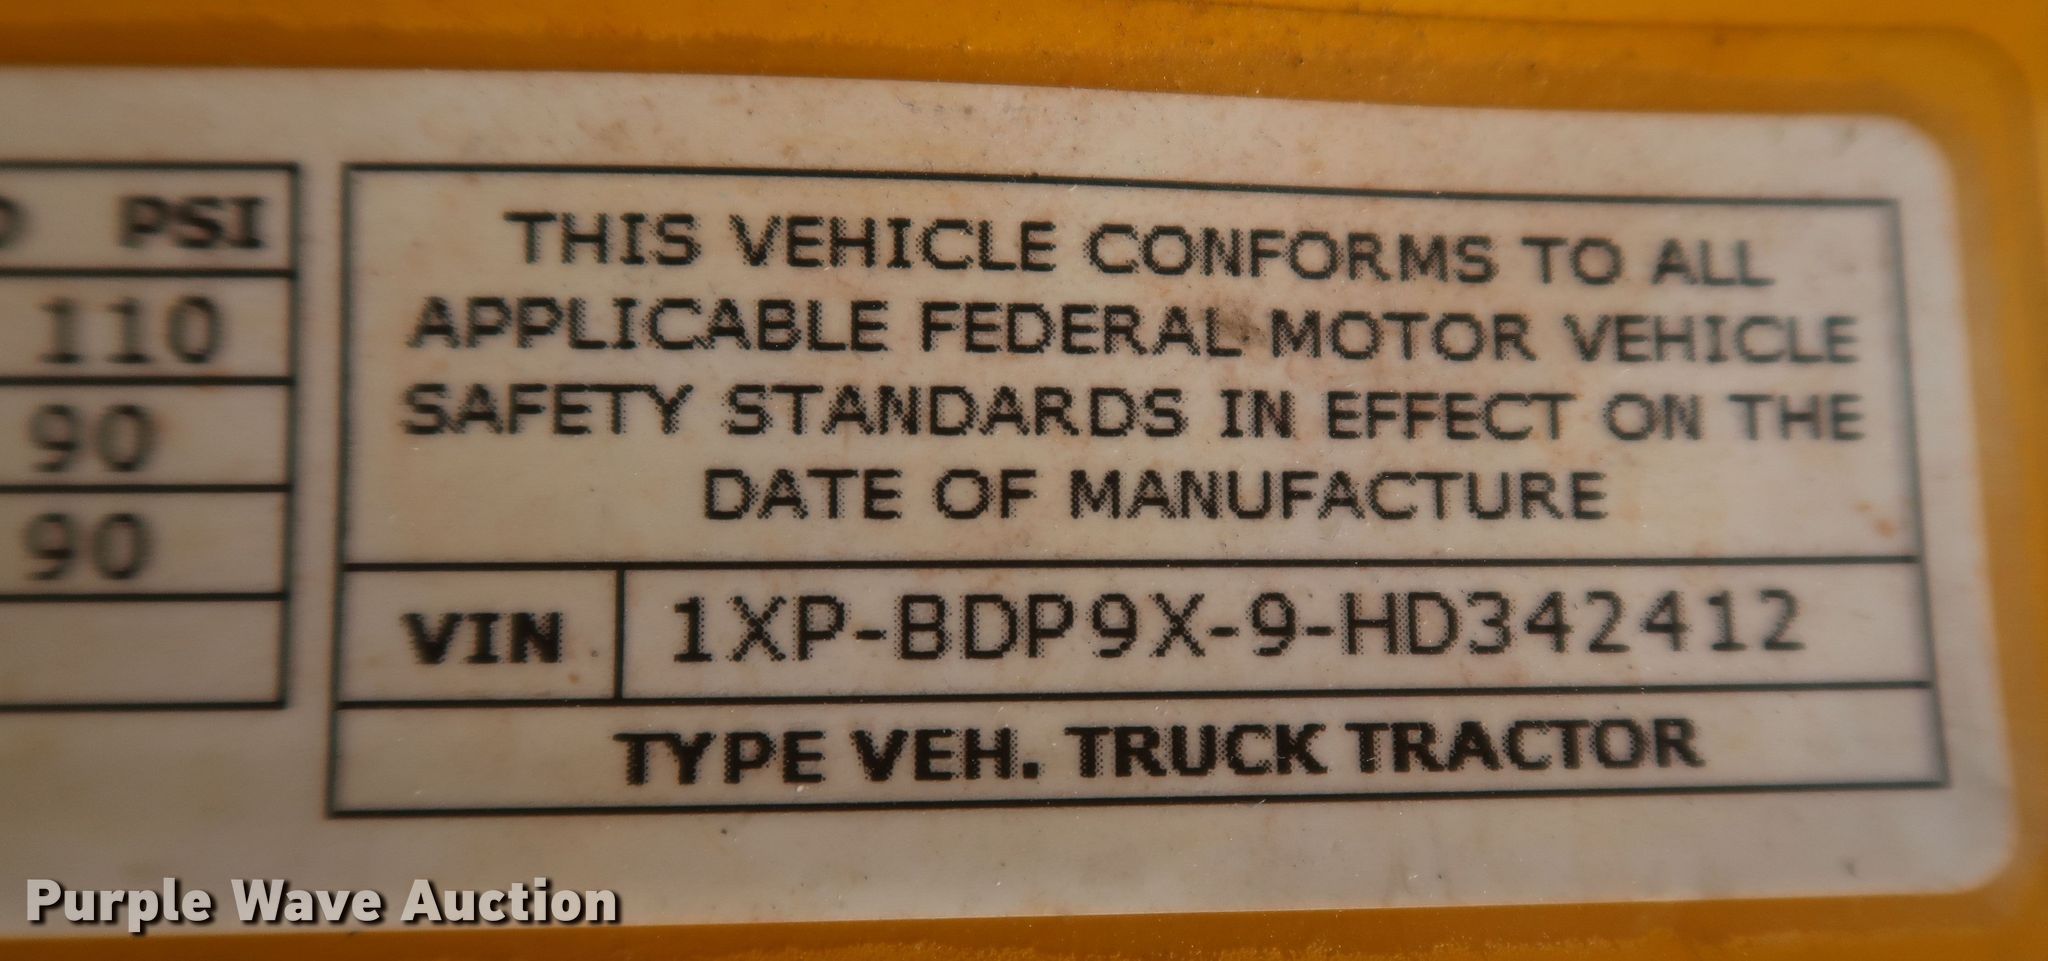 PSI
110
90
90
THIS VEHICLE CONFORMS TO ALL
APPLICABLE FEDERAL MOTOR VEHICLE
SAFETY STANDARDS IN EFFECT ON THE
DATE OF MANUFACTURE
VIN 1XP-BDP9X-9-HD342412
TYPE VEH. TRUCK TRACTOR
Purple Wave Auction